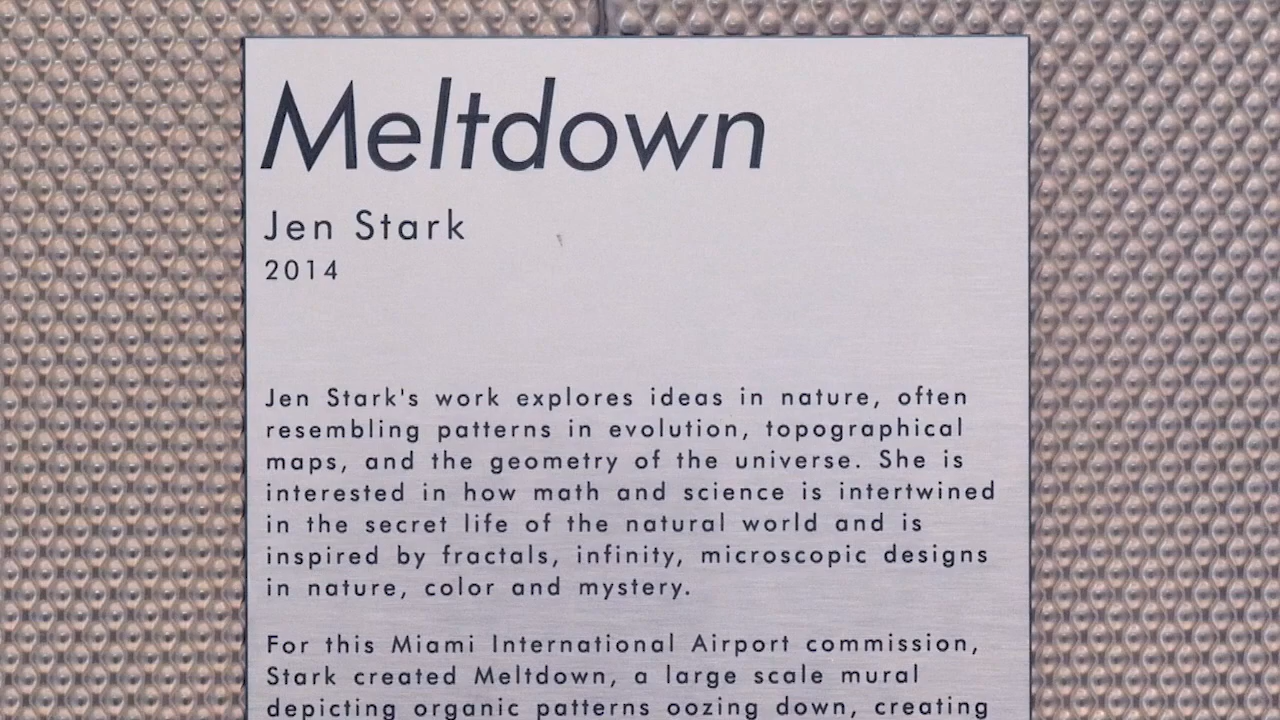 Meltdown
Jen Stark
2014
Jen Stark's work explores ideas in nature, often
resembling patterns in evolution, topographical
maps, and the geometry of the universe. She is
interested in how math and science is intertwined
in the secret life of the natural world and is
inspired by fractals, infinity, microscopic designs
in nature, color and mystery.
For this Miami International Airport commission,
Stark created Meltdown, a large scale mural
depicting organic patterns oozing down, creating